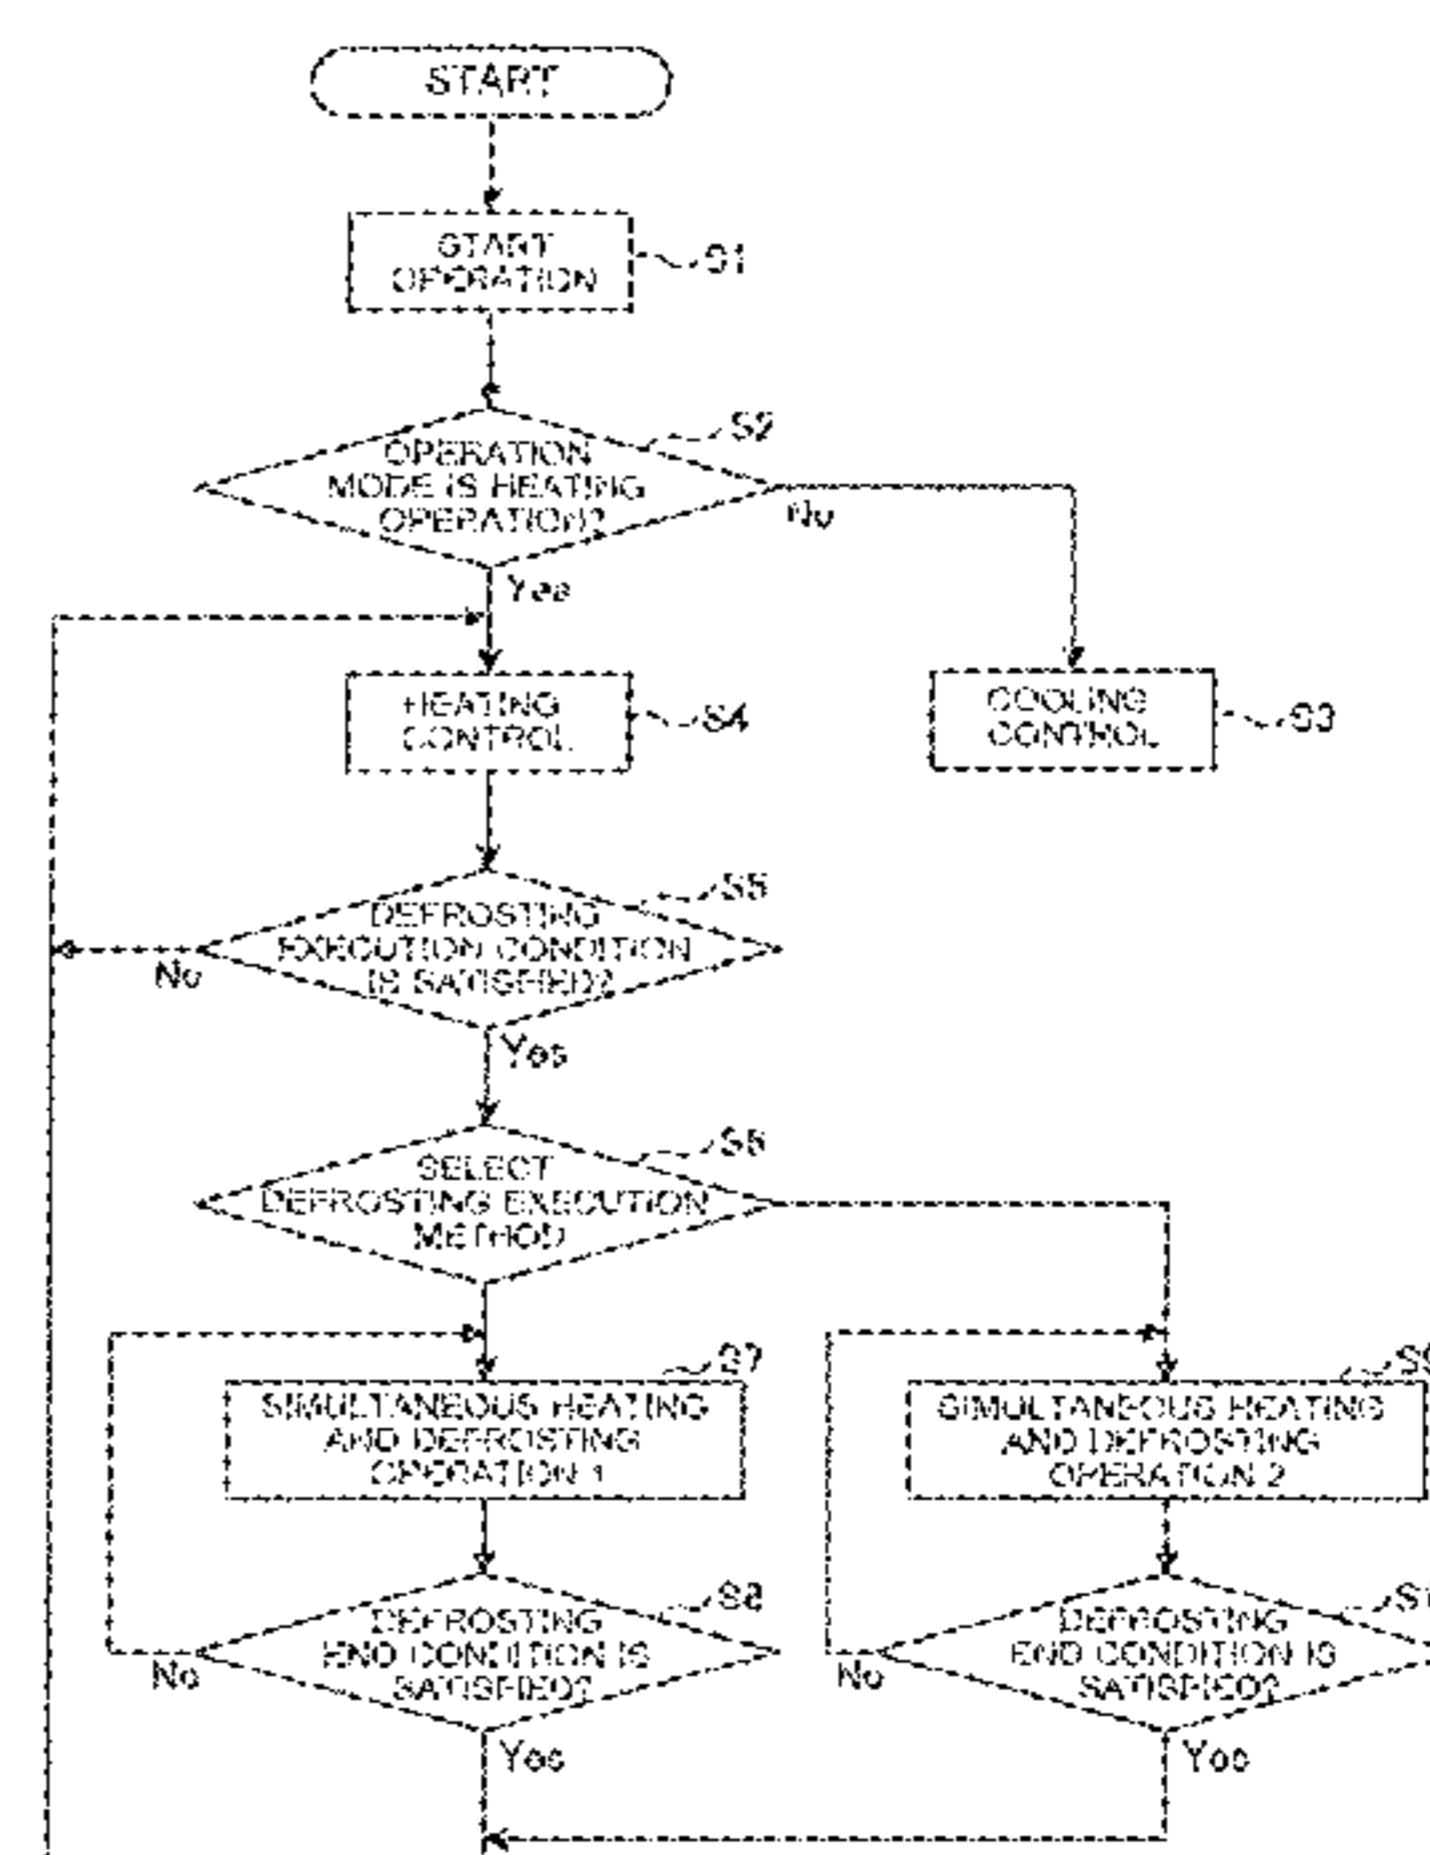 START
START
OPERATION
S1
S2
OPERATION
MODE IS HEATING
OPERATION?
No
Yes
HEATING
CONTROL
S4
COOLING
CONTROL
S3
S5
DEFROSTING
EXECUTION CONDITION
IS SATISFIED?
No
Yes
S6
SELECT
DEFROSTING EXECUTION
METHOD
S7
SIMULTANEOUS HEATING
AND DEFROSTING
OPERATION 1
SIMULTANEOUS HEATING
AND DEFROSTING
OPERATION 2
S8
DEFROSTING
END CONDITION IS
SATISFIED?
No
Yes
DEFROSTING
END CONDITION IS
SATISFIED?
No
Yes